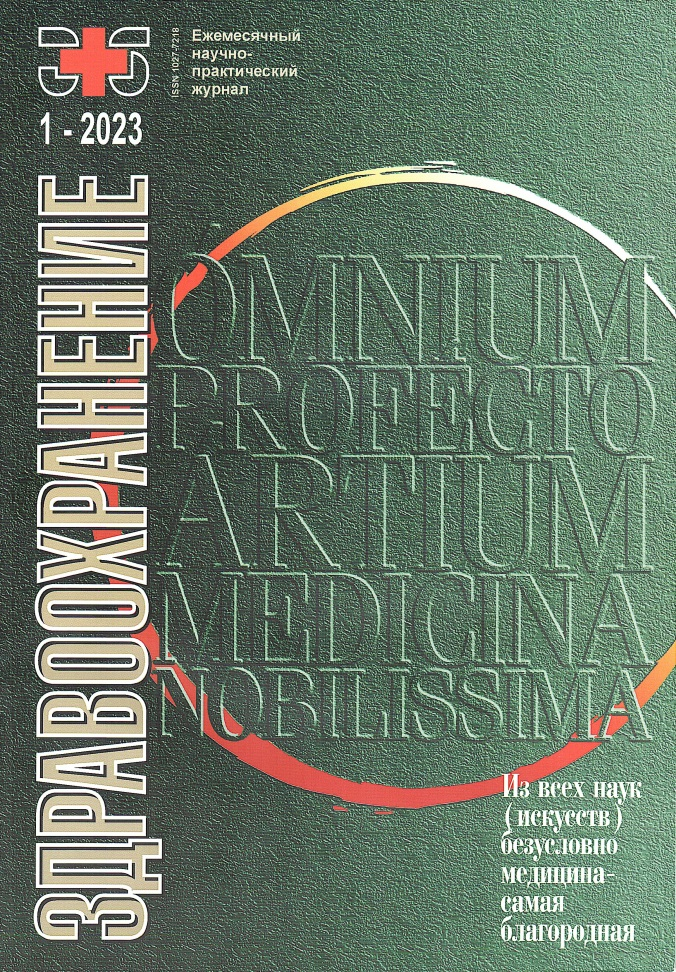 Ежемесячный
научно-
практический
журнал
ISSN 1027-7218
1 - 2023
ЗДРАВООХРАНЕНИЕ
OMNIUM
PROFECTO
ARTIUM
MEDICINA
NOBILISSIMA
Из всех наук
(искусств)
безусловно
медицина-
самая
благородная